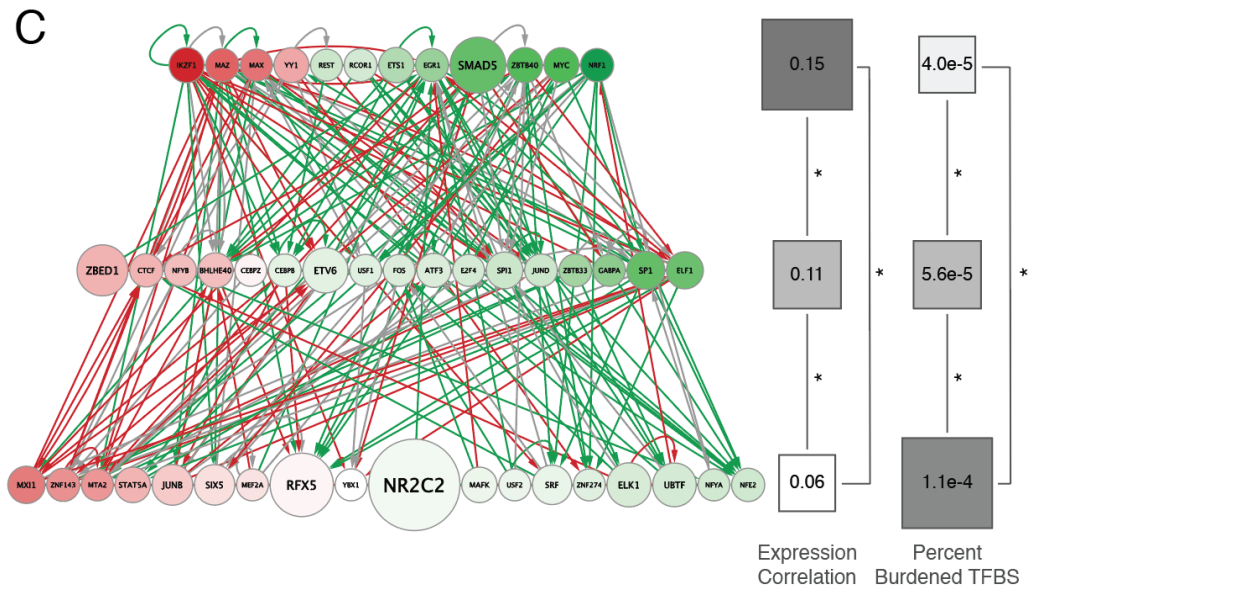 C
IKZF1 MAZ MAX YY1 REST RCOR1 ETS1 EGR1 SMAD5 ZBTB40 MYC NRF1
0.15 4.0e-5
* *
ZBED1 CTCF NFYB BHLHE40 CEBPZ CEBPB ETV6 USF1 FOS ATF3 E2F4 SPI1 JUND ZBTB33 GABPA SP1 ELF1
0.11 * 5.6e-5 *
* *
MXI1 ZNF143 MTA2 STAT5A JUNB SIX5 MEF2A RFX5 YBX1 NR2C2 MAFK USF2 SRF ZNF274 ELK1 UBTF NFYA NFE2
0.06 1.1e-4
Expression Percent
Correlation Burdened TFBS